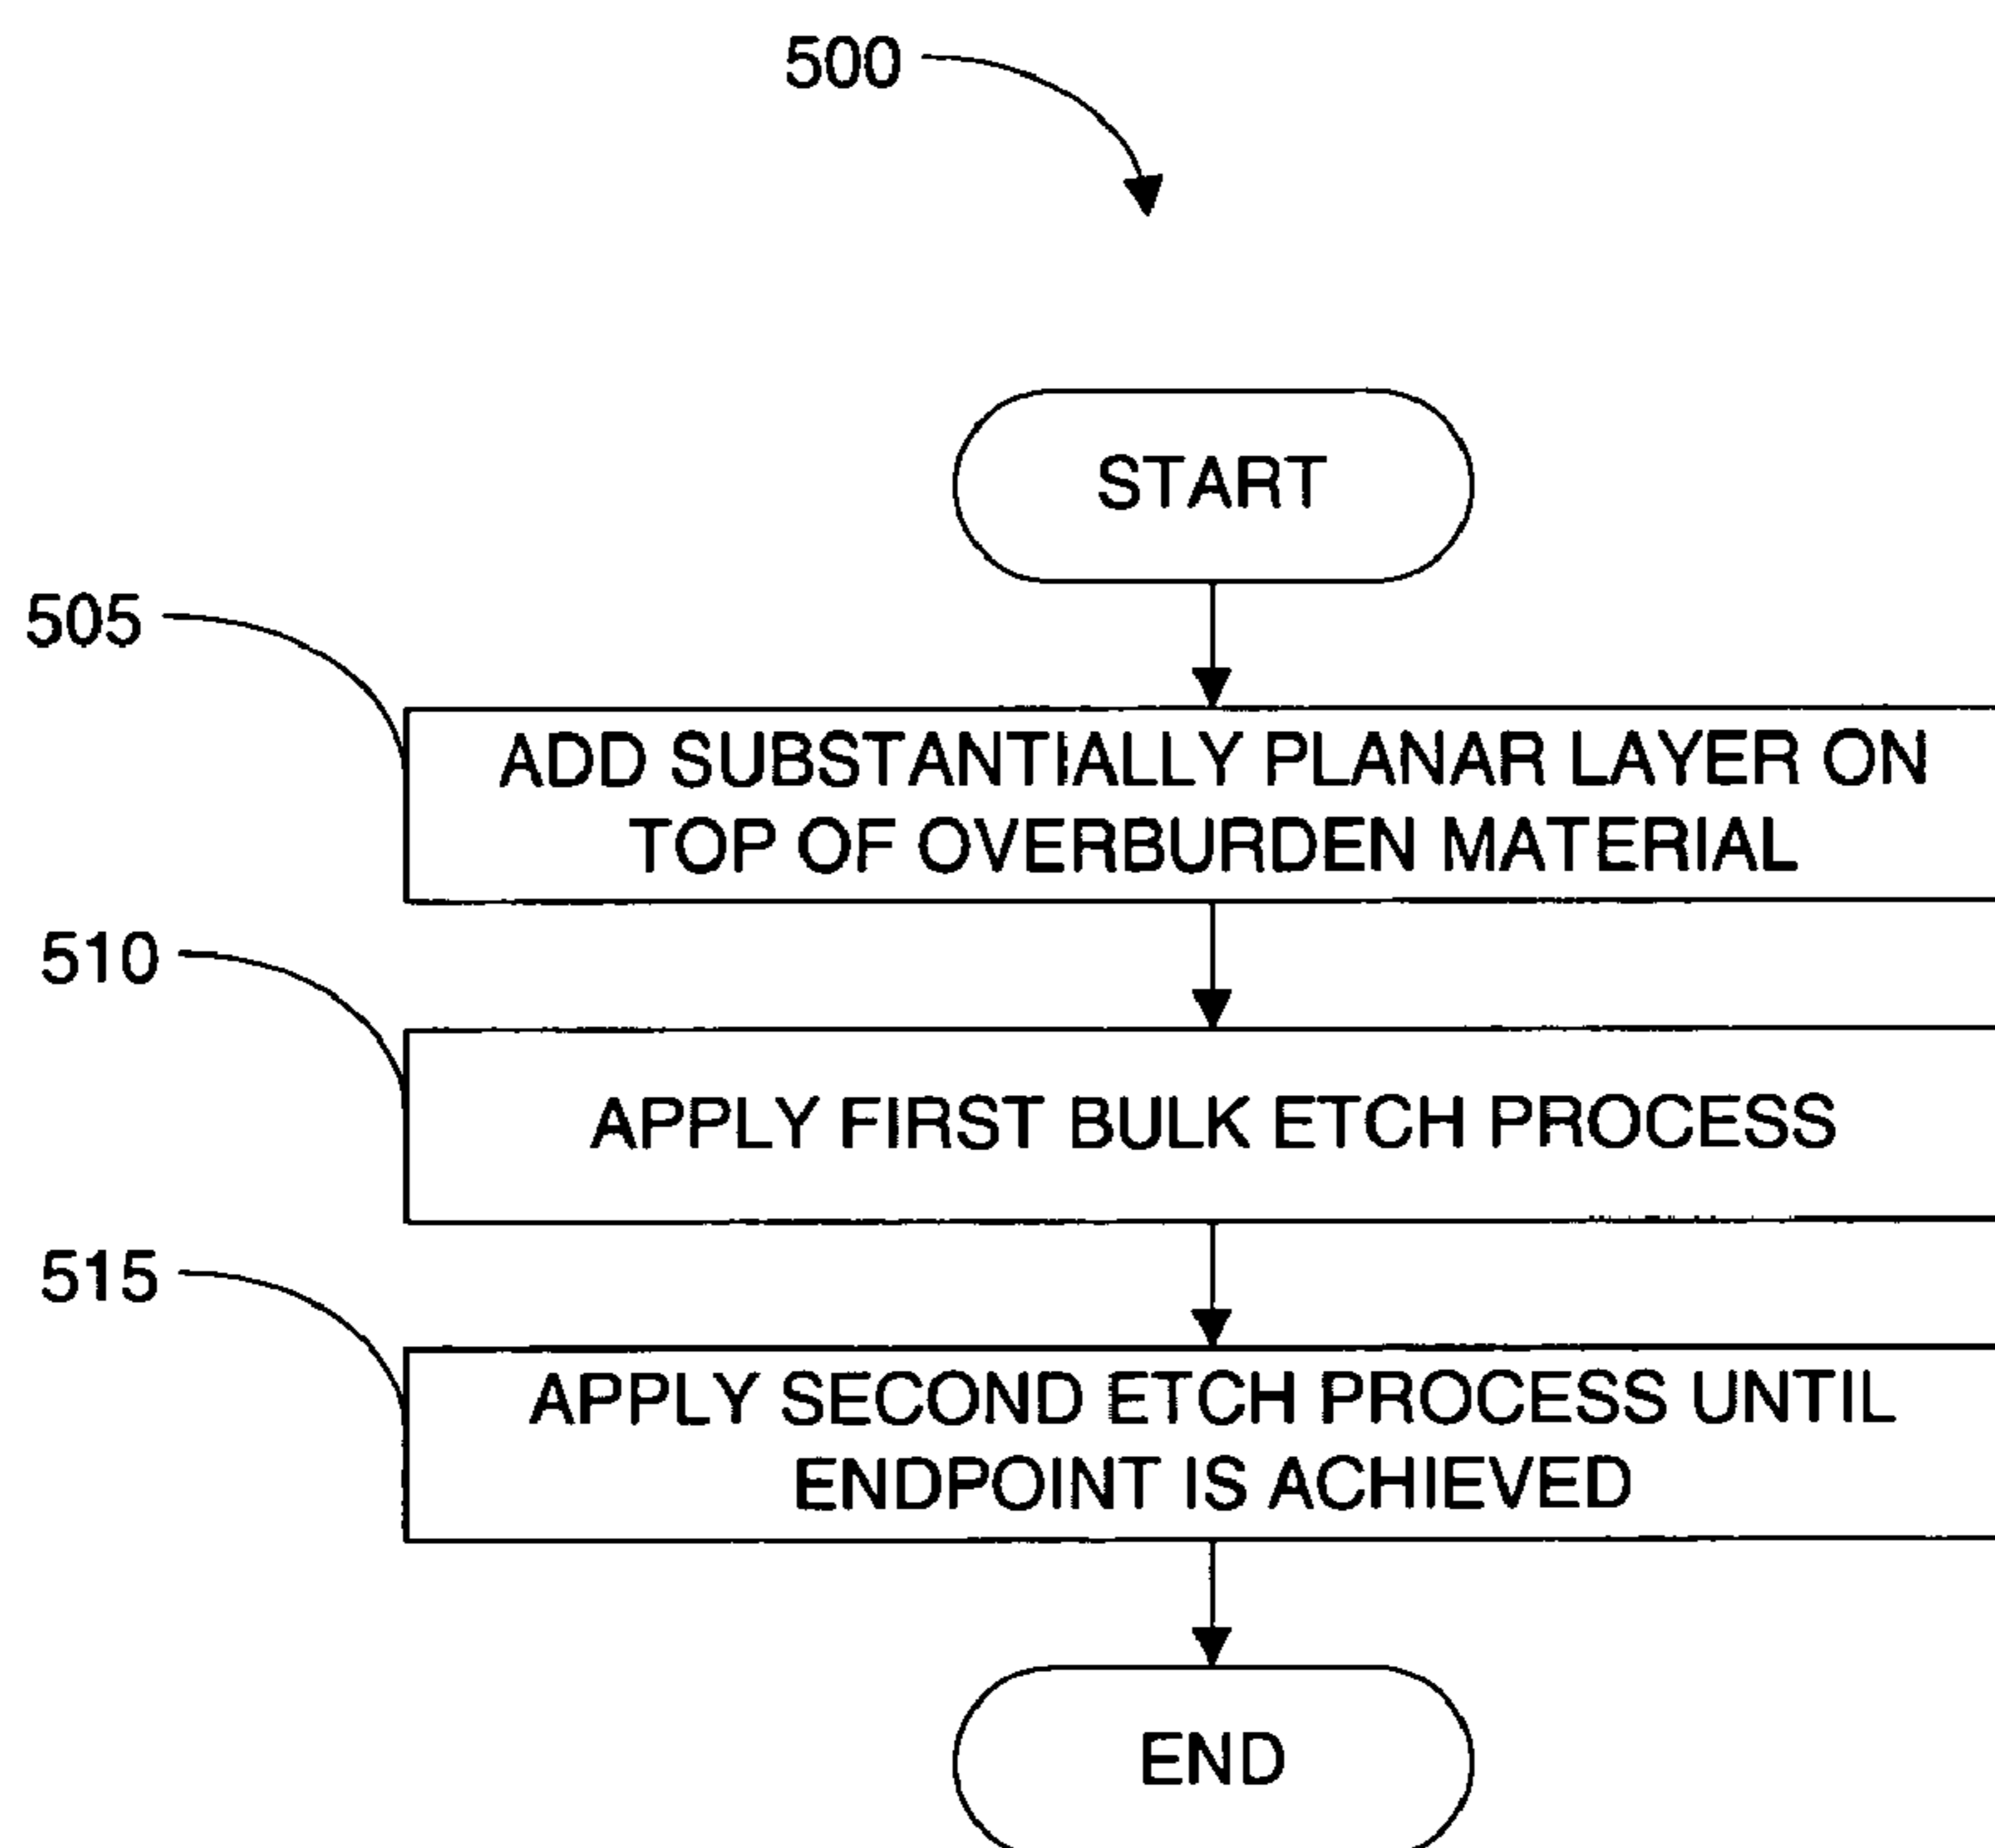 500
START
505
ADD SUBSTANTIALLY PLANAR LAYER ON
TOP OF OVERBURDEN MATERIAL
510
APPLY FIRST BULK ETCH PROCESS
515
APPLY SECOND ETCH PROCESS UNTIL
ENDPOINT IS ACHIEVED
END